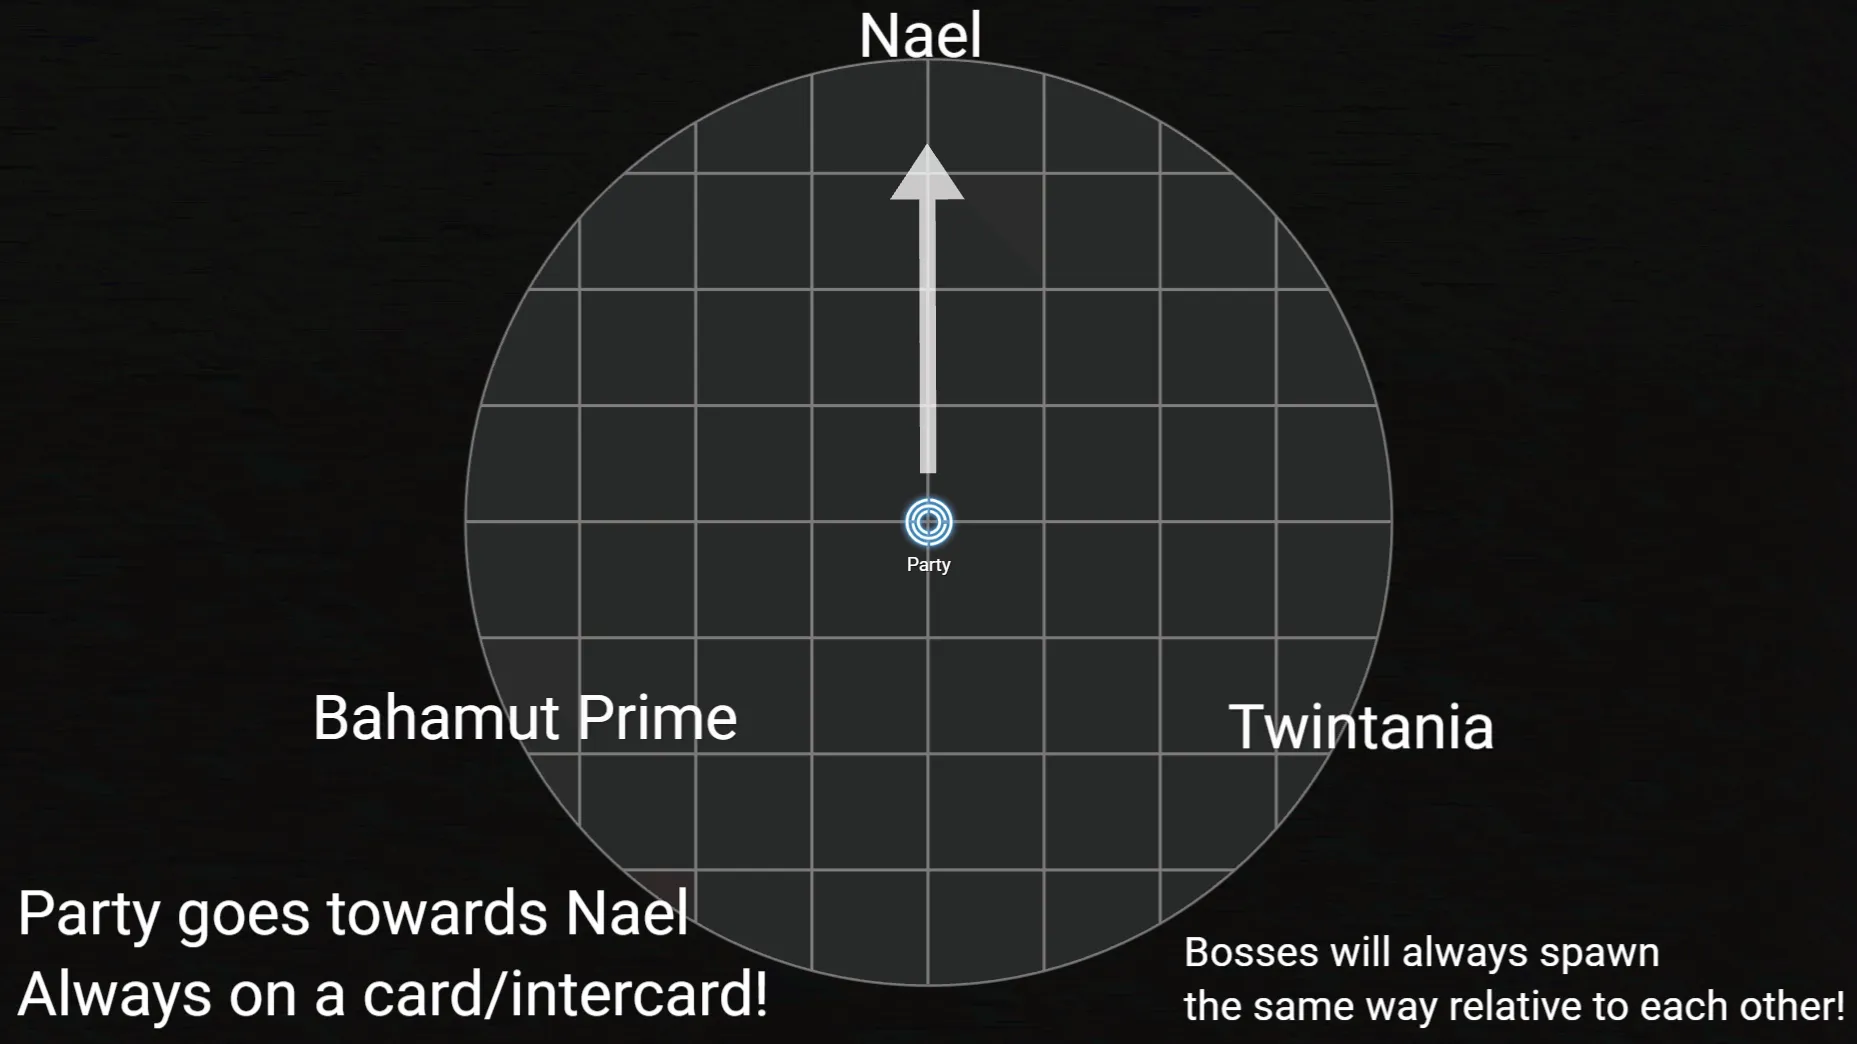 Nael
Party
Bahamut Prime
Twintania
Party goes towards Nael
Always on a card/intercard!
Bosses will always spawn
the same way relative to each other!